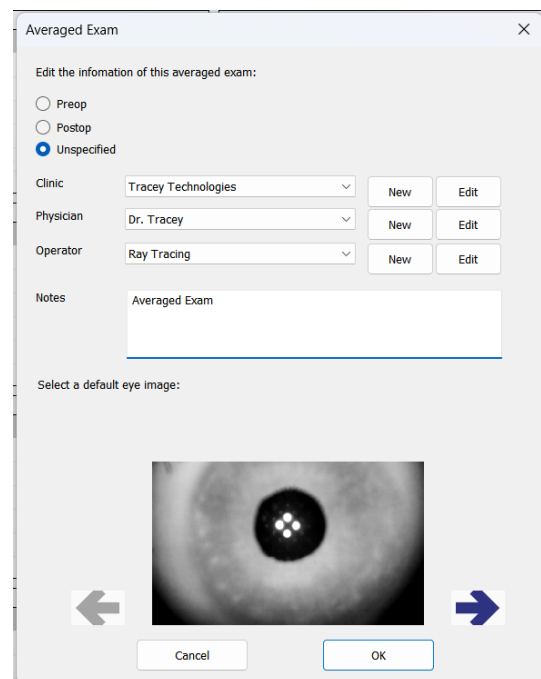 Averaged Exam
Edit the infomation of this averaged exam:
Preop
Postop
Unspecified
Clinic Tracey Technologies New Edit
Physician Dr. Tracey New Edit
Operator Ray Tracing New Edit
Notes Averaged Exam
Select a default eye image:
Cancel OK